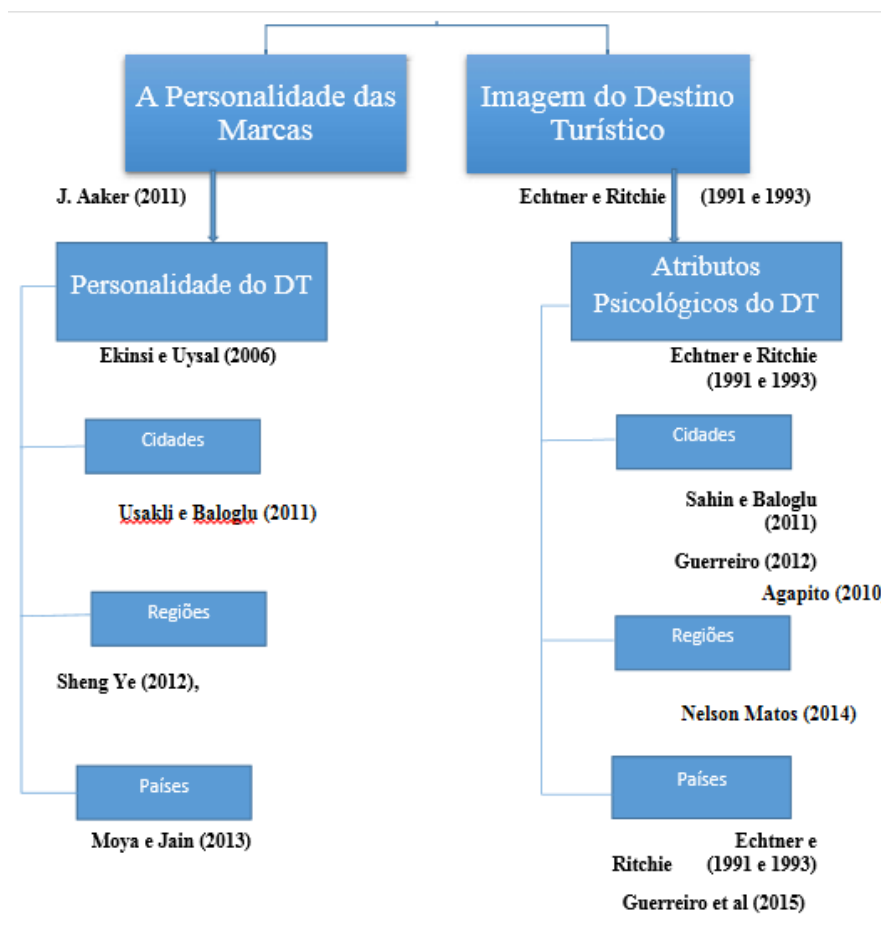 A Personalidade das
Marcas
Imagem do Destino
Turístico
J. Aaker (2011)
Echtner e Ritchie (1991 e 1993)
Personalidade do DT
Atributos
Psicológicos do DT
Ekinsi e Uysal (2006)
Echtner e Ritchie
(1991 e 1993)
Cidades
Cidades
Usakli e Baloglu (2011)
Sahin e Baloglu
(2011)
Guerreiro (2012)
Agapito (2010
Regiões
Regiões
Sheng Ye (2012),
Nelson Matos (2014)
Países
Países
Moya e Jain (2013)
Echtner e
Ritchie (1991 e 1993)
Guerreiro et al (2015)